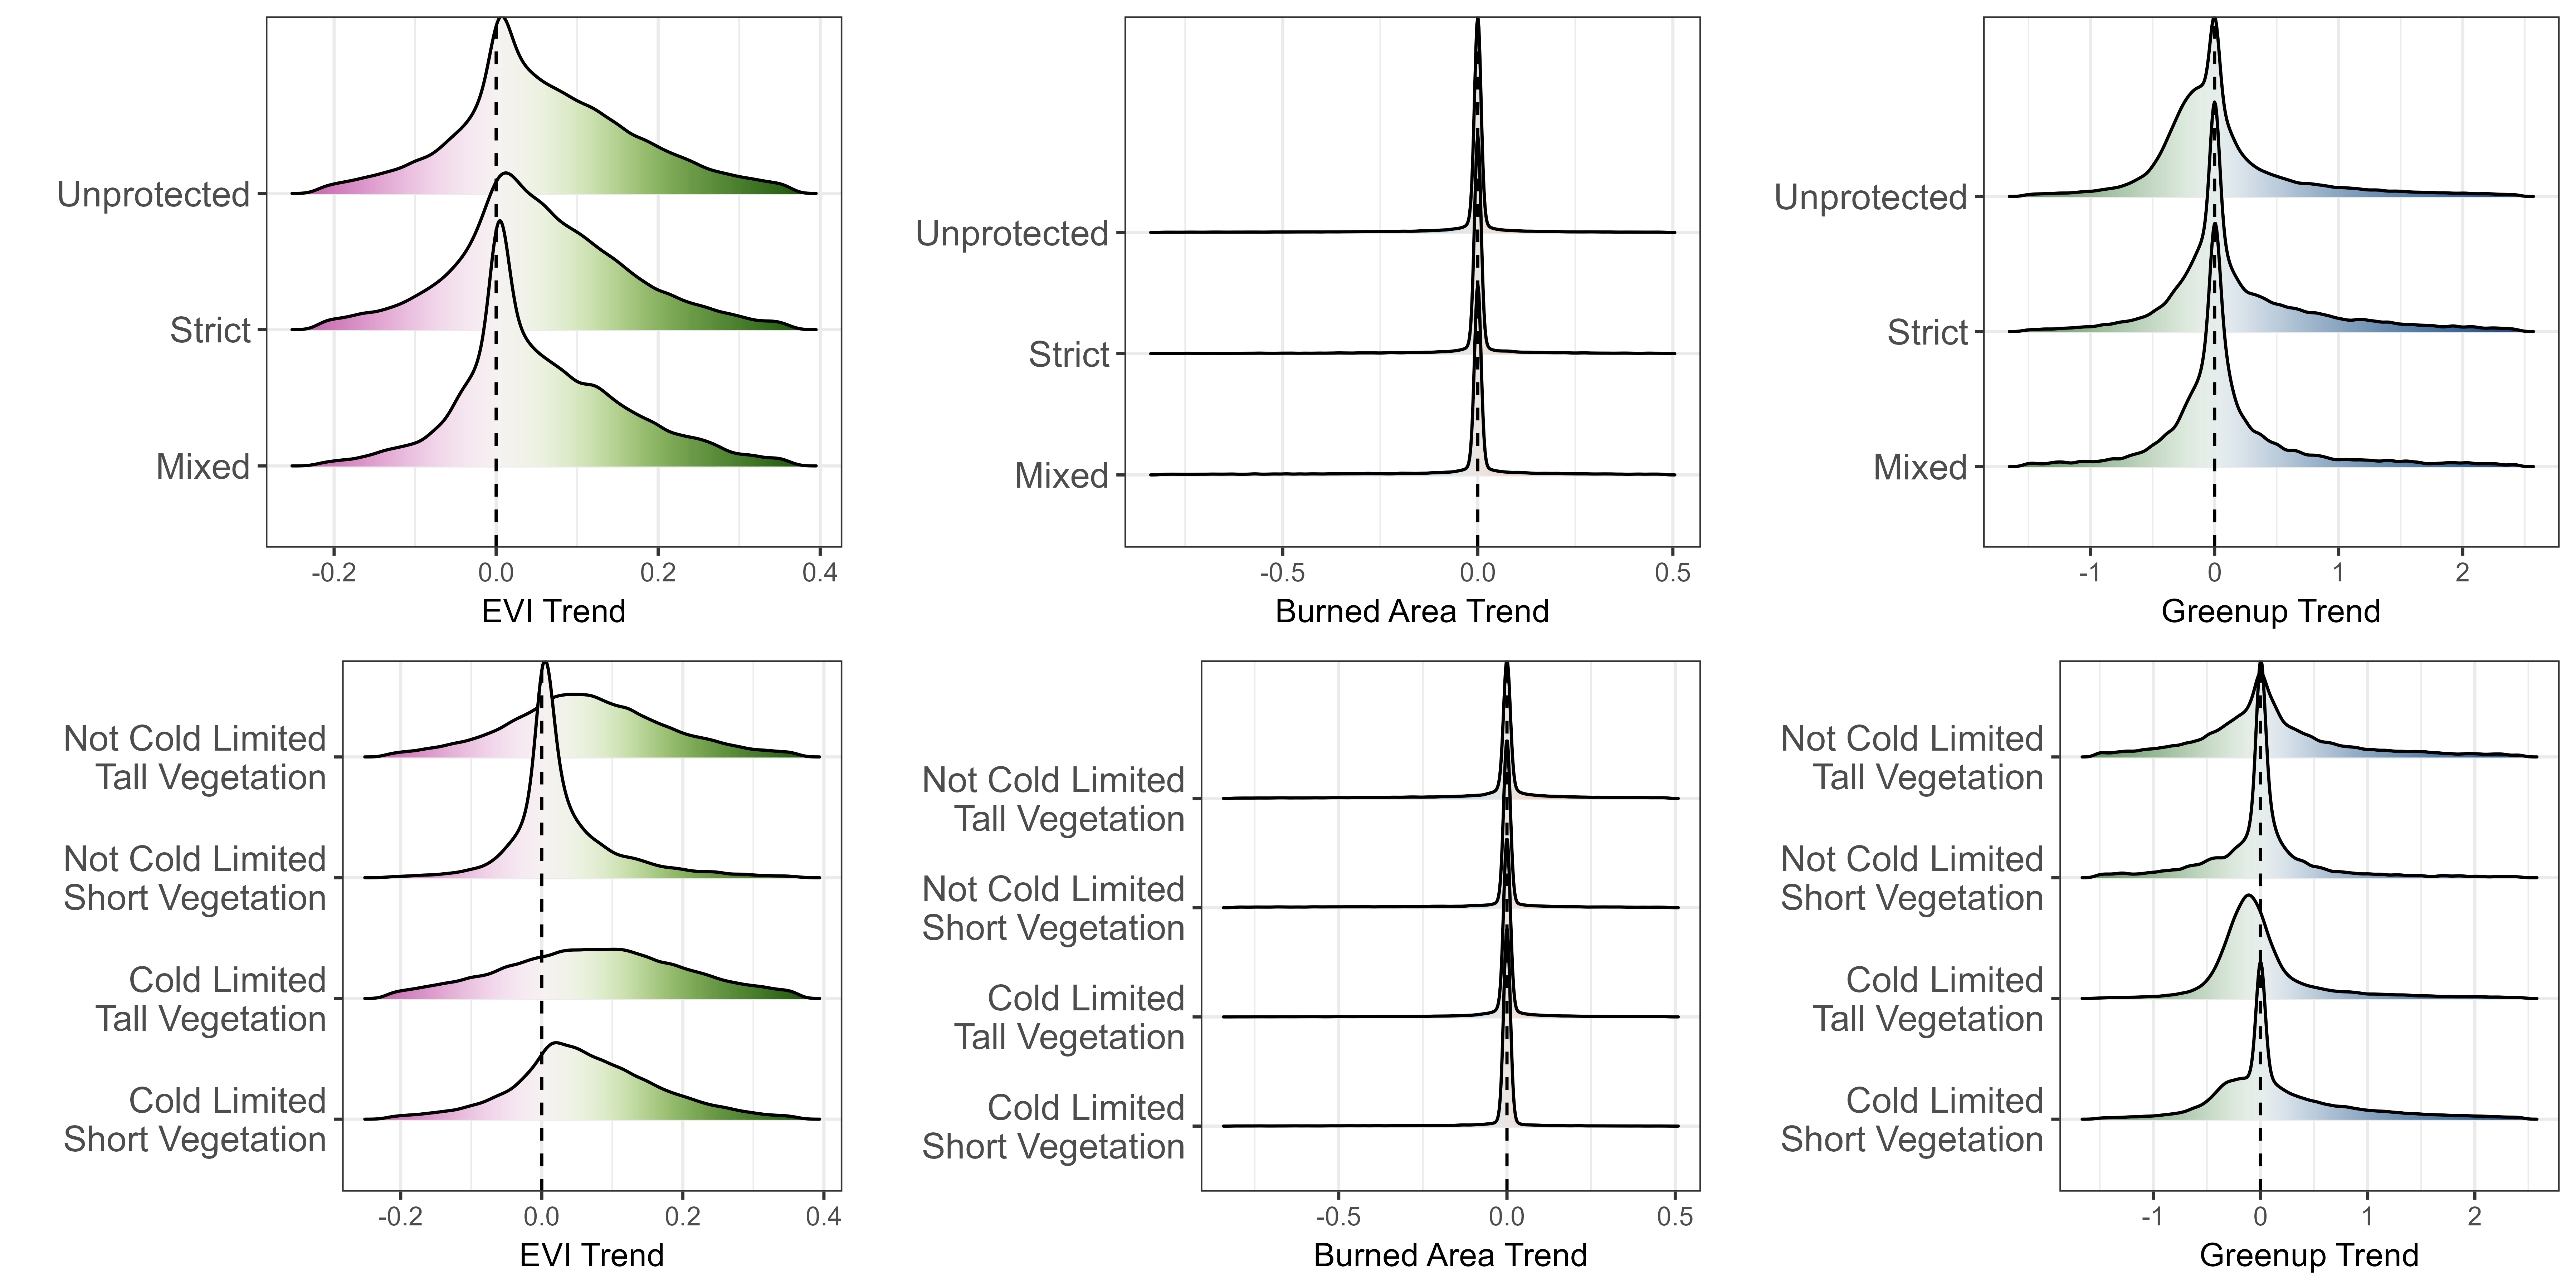 Unprotected
Strict
Mixed
-0.2 0.0 0.2 0.4
EVI Trend
Unprotected
Strict
Mixed
-0.5 0.0 0.5
Burned Area Trend
Unprotected
Strict
Mixed
-1 0 1 2
Greenup Trend
Not Cold Limited
Tall Vegetation
Not Cold Limited
Short Vegetation
Cold Limited
Tall Vegetation
Cold Limited
Short Vegetation
-0.2 0.0 0.2 0.4
EVI Trend
Not Cold Limited
Tall Vegetation
Not Cold Limited
Short Vegetation
Cold Limited
Tall Vegetation
Cold Limited
Short Vegetation
-0.5 0.0 0.5
Burned Area Trend
Not Cold Limited
Tall Vegetation
Not Cold Limited
Short Vegetation
Cold Limited
Tall Vegetation
Cold Limited
Short Vegetation
-1 0 1 2
Greenup Trend